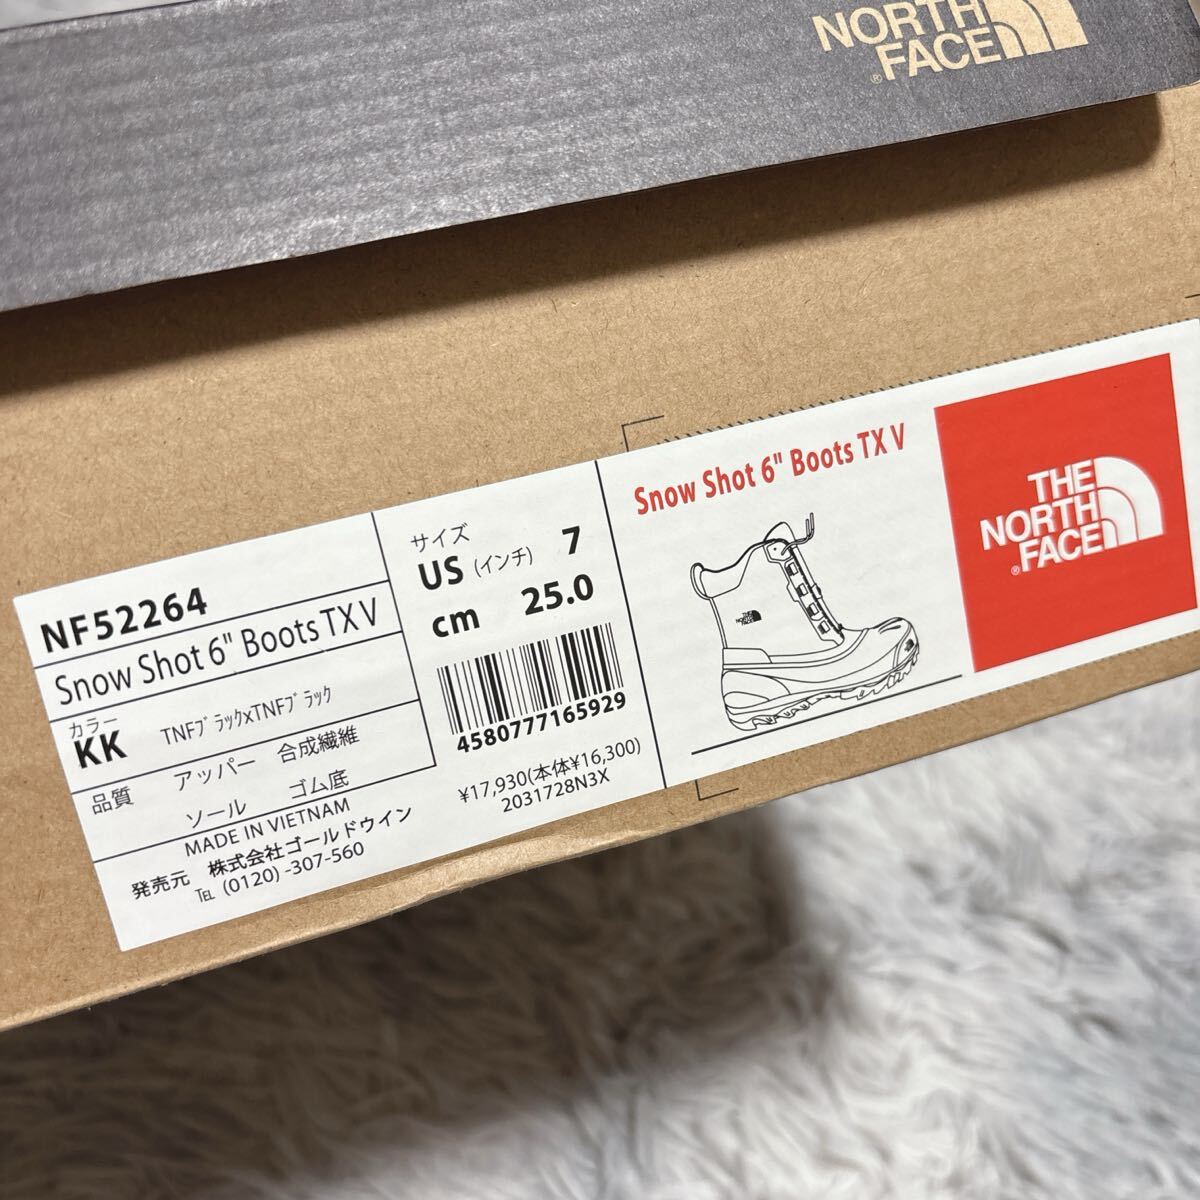 NORTH
FACE
NF52264
Snow Shot 6" Boots TX V
カラー
KK TNFﾌﾞﾗｯｸxTNFﾌﾞﾗｯｸ
品質 アッパー 合成繊維
ソール ゴム底
MADE IN VIETNAM
発売元 株式会社ゴールドウイン
TEL (0120) -307-560
サイズ
US (インチ) 7
cm 25.0
4580777165929
¥17,930(本体¥16,300)
2031728N3X
Snow Shot 6" Boots TX V
NORTH
FACE
THE
NORTH
FACE